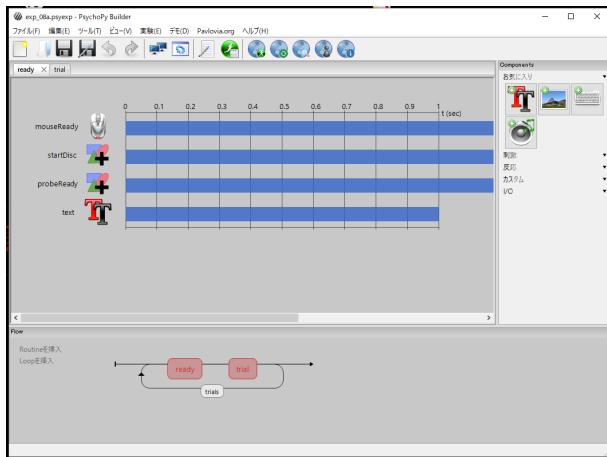 exp_08a.psyexp - PsychoPy Builder
ファイル(F) 編集(E) ツール(T) ビュー(V) 実験(E) デモ(D) Pavlovia.org ヘルプ(H)
ready × trial
0 0.1 0.2 0.3 0.4 0.5 0.6 0.7 0.8 0.9 1
t (sec)
mouseReady
startDisc
probeReady
text
Components
お気に入り
刺激
反応
カスタム
I/O
Flow
Routineを挿入
Loopを挿入
ready trial
trials